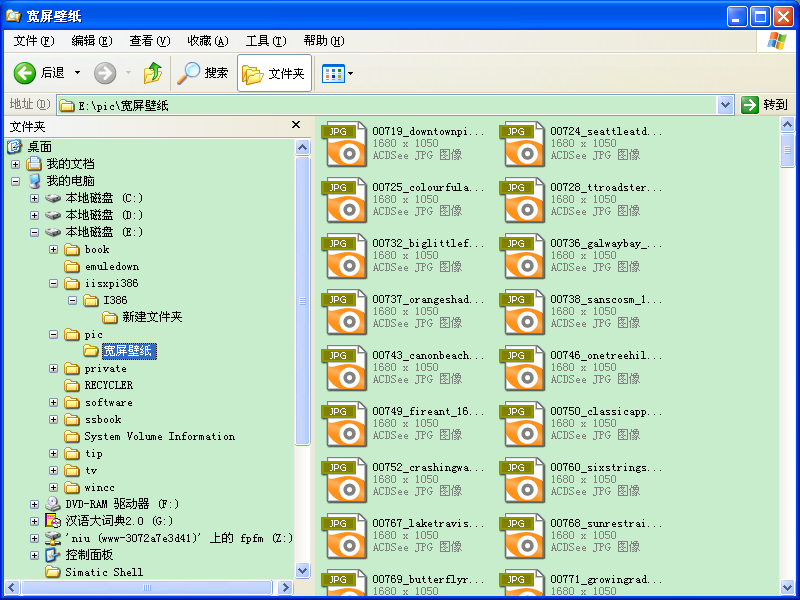 宽屏壁纸
文件(F) 编辑(E) 查看(V) 收藏(A) 工具(T) 帮助(H)
后退 搜索 文件夹
地址(D) E:\pic\宽屏壁纸 转到
文件夹
桌面
我的文档
我的电脑
本地磁盘 (C:)
本地磁盘 (D:)
本地磁盘 (E:)
book
emuledown
iisxpi386
I386
新建文件夹
pic
宽屏壁纸
private
RECYCLER
software
ssbook
System Volume Information
tip
tv
wincc
DVD-RAM 驱动器 (F:)
汉语大词典2.0 (G:)
'niu (www-3072a7e3d41)' 上的 fpfm (Z:)
控制面板
Simatic Shell
JPG 00719_downtownpi...
1680 x 1050
ACDSee JPG 图像
JPG 00724_seattleatd...
1680 x 1050
ACDSee JPG 图像
JPG 00725_colourfula...
1680 x 1050
ACDSee JPG 图像
JPG 00728_ttroadster...
1680 x 1050
ACDSee JPG 图像
JPG 00732_biglittlef...
1680 x 1050
ACDSee JPG 图像
JPG 00736_galwaybay_...
1680 x 1050
ACDSee JPG 图像
JPG 00737_orangeshad...
1680 x 1050
ACDSee JPG 图像
JPG 00738_sanscosm_1...
1680 x 1050
ACDSee JPG 图像
JPG 00743_canonbeach...
1680 x 1050
ACDSee JPG 图像
JPG 00746_onetreehil...
1680 x 1050
ACDSee JPG 图像
JPG 00749_fireant_16...
1680 x 1050
ACDSee JPG 图像
JPG 00750_classicapp...
1680 x 1050
ACDSee JPG 图像
JPG 00752_crashingwa...
1680 x 1050
ACDSee JPG 图像
JPG 00760_sixstrings...
1680 x 1050
ACDSee JPG 图像
JPG 00767_laketravis...
1680 x 1050
ACDSee JPG 图像
JPG 00768_sunrestrai...
1680 x 1050
ACDSee JPG 图像
JPG 00769_butterflyr...
1680 x 1050
JPG 00771_growingrad...
1680 x 1050